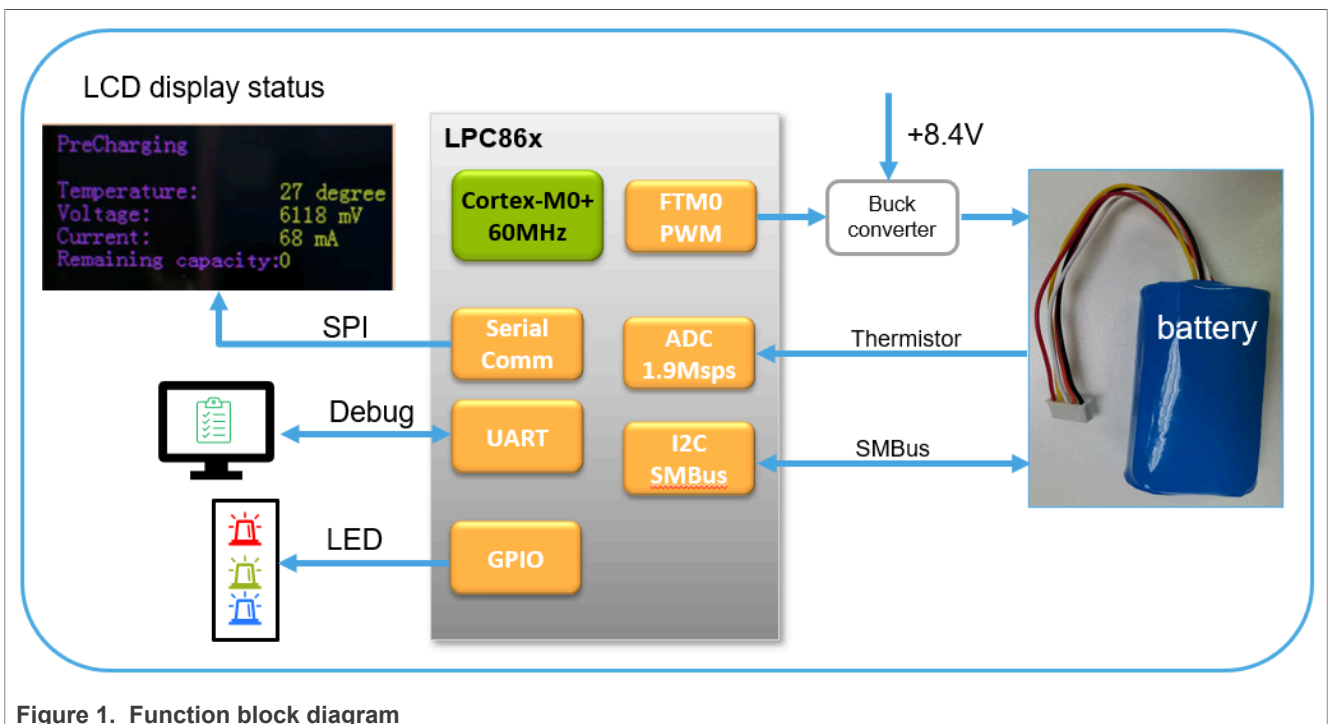 LCD display status
PreCharging
Temperature: 27 degree
Voltage: 6118 mV
Current: 68 mA
Remaining capacity:0
SPI
Debug
LED
LPC86x
Cortex-M0+
60MHz
FTM0
PWM
Serial
Comm
ADC
1.9Msps
UART
I2C
SMBus
GPIO
+8.4V
Buck
converter
Thermistor
SMBus
battery
Figure 1. Function block diagram